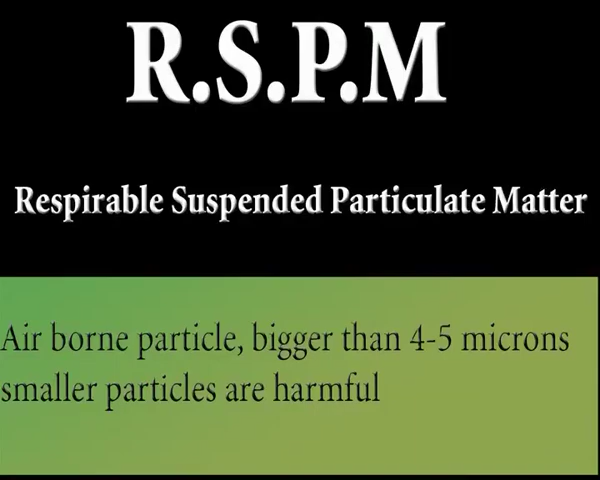 R.S.P.M
Respirable Suspended Particulate Matter
Air borne particle, bigger than 4-5 microns
smaller particles are harmful